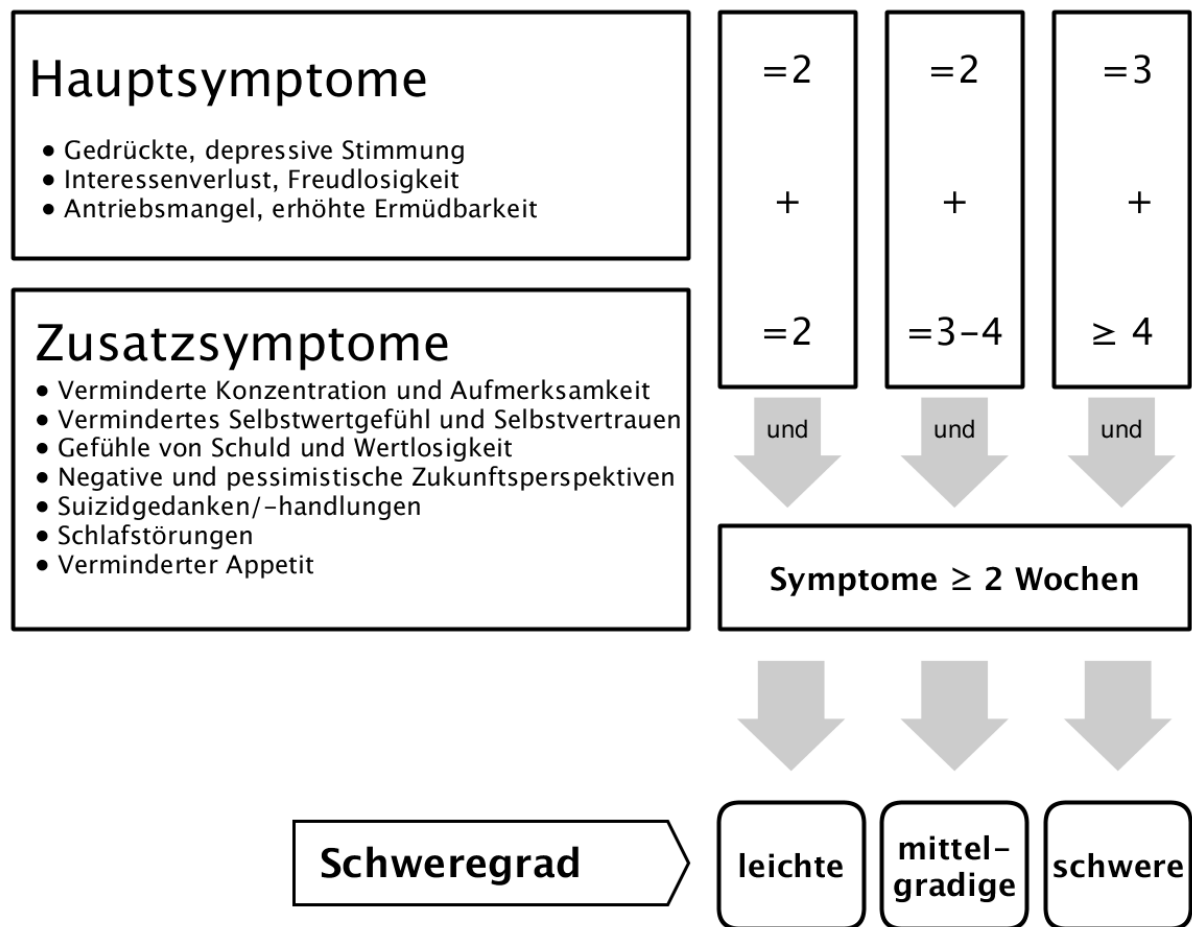 Hauptsymptome
• Gedrückte, depressive Stimmung
• Interessenverlust, Freudlosigkeit
• Antriebsmangel, erhöhte Ermüdbarkeit
=2 =2 =3
+ + +
=2 =3–4 ≥ 4
Zusatzsymptome
• Verminderte Konzentration und Aufmerksamkeit
• Vermindertes Selbstwertgefühl und Selbstvertrauen
• Gefühle von Schuld und Wertlosigkeit
• Negative und pessimistische Zukunftsperspektiven
• Suizidgedanken/–handlungen
• Schlafstörungen
• Verminderter Appetit
und und und
Symptome ≥ 2 Wochen
Schweregrad
leichte
mittel–
gradige
schwere